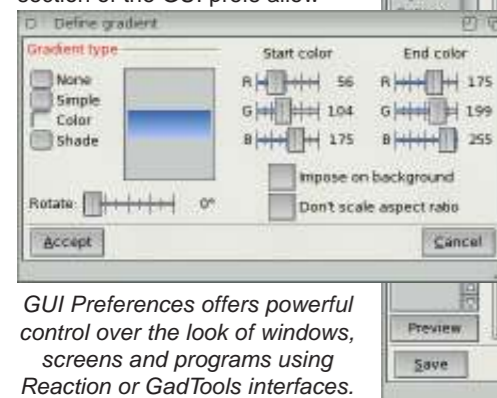 section of the GUI prefs allow
Define gradient
Gradient type
Start color
End color
None
Simple
Color
Shade
R 56
G 104
B 175
R 175
G 199
B 255
Impose on background
Don't scale aspect ratio
Rotate: 0°
Accept
Cancel
Preview
Save
GUI Preferences offers powerful
control over the look of windows,
screens and programs using
Reaction or GadTools interfaces.